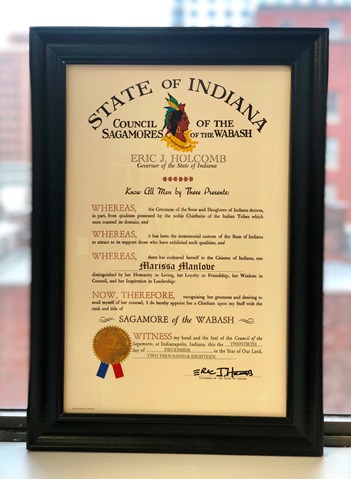 STATE OF INDIANA
COUNCIL OF THE
SAGAMORES OF THE WABASH
ERIC J. HOLCOMB
Governor of the State of Indiana
Know All Men by These Presents:
WHEREAS, the Greatness of the Sons and Daughters of Indiana derives,
in part, from qualities possessed by the noble Chieftains of the Indian Tribes which
once roamed its domain; and
WHEREAS, it has been the immemorial custom of the State of Indiana
to attract to its support those who have exhibited such qualities; and
WHEREAS, there has endeared herself to the Citizens of Indiana, one
Marissa Manlove
distinguished by her Humanity in Living, her Loyalty in Friendship, her Wisdom in
Council, and her Inspiration in Leadership:
NOW, THEREFORE, recognizing her greatness and desiring to
avail myself of her counsel, I do hereby appoint her a Chieftain upon my Staff with the
rank and title of
SAGAMORE of the WABASH
WITNESS my hand and the Seal of the Council of the
Sagamores, at Indianapolis, Indiana, this the TWENTIETH
day of DECEMBER in the Year of Our Lord,
TWO THOUSAND & EIGHTEEN.
Eric J. Holcomb
GOVERNOR OF THE STATE OF INDIANA